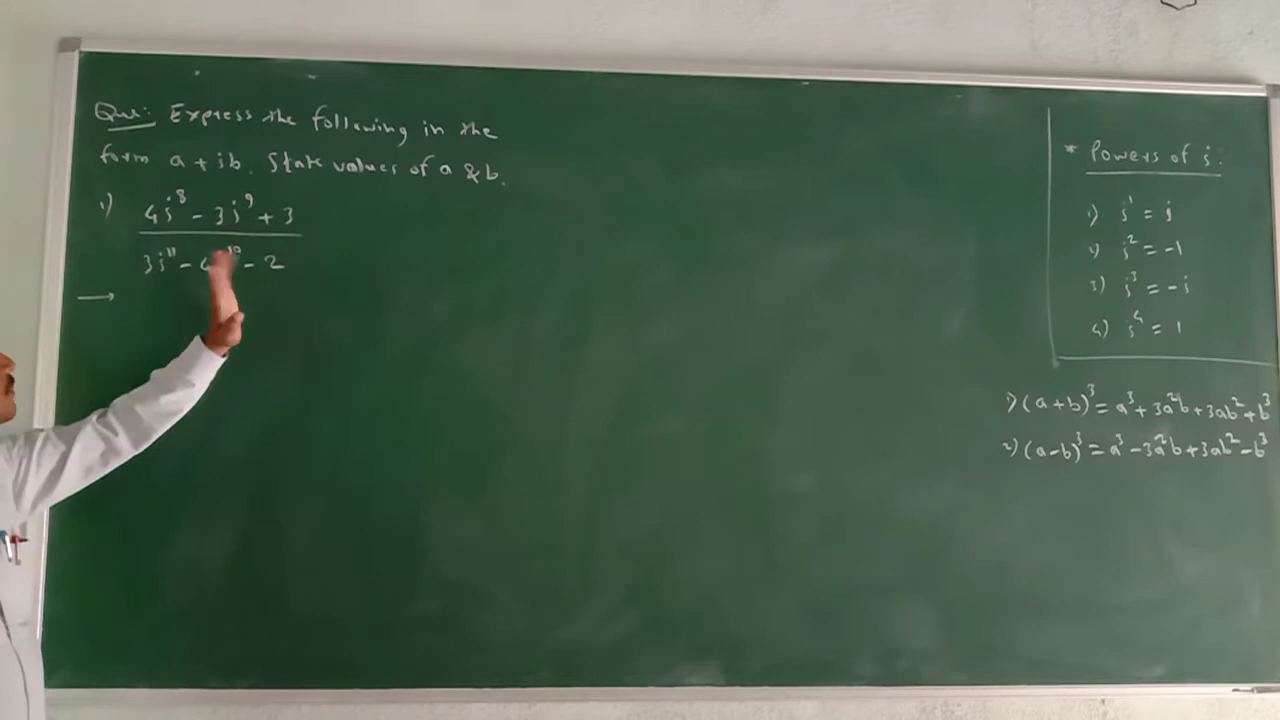 Que: Express the following in the
form a + ib. State values of a & b.
1) 4i⁸ - 3i⁹ + 3
3i¹¹ - 4 ¹⁰ - 2
→
* Powers of i:
1) i¹ = i
2) i² = -1
3) i³ = -i
4) i⁴ = 1
1) (a+b)³ = a³ + 3a²b + 3ab² + b³
2) (a-b)³ = a³ - 3a²b + 3ab² - b³